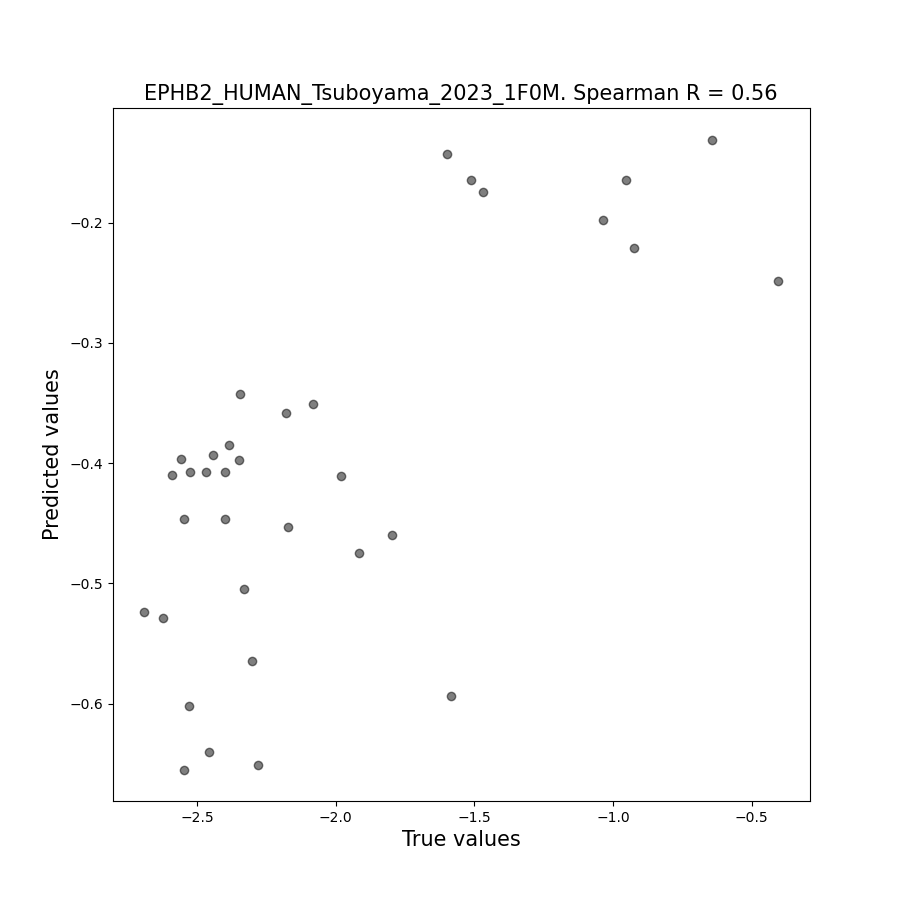 EPHB2_HUMAN_Tsuboyama_2023_1F0M. Spearman R = 0.56
Predicted values
−0.2
−0.3
−0.4
−0.5
−0.6
−2.5 −2.0 −1.5 −1.0 −0.5
True values